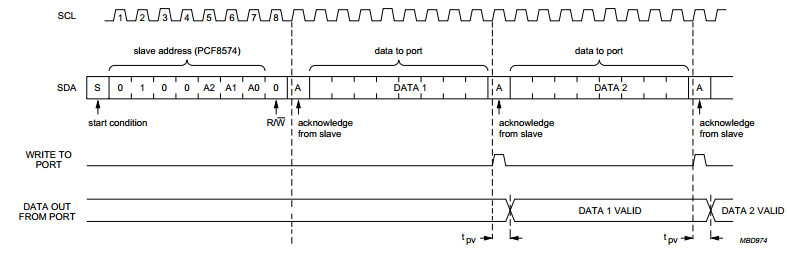 SCL
1 2 3 4 5 6 7 8
slave address (PCF8574)
data to port
data to port
SDA
S 0 1 0 0 A2 A1 A0 0 A DATA 1 A DATA 2 A
start condition
R/W̅
acknowledge
from slave
acknowledge
from slave
acknowledge
from slave
WRITE TO
PORT
DATA OUT
FROM PORT
DATA 1 VALID
DATA 2 VALID
tpv
tpv
MBD974